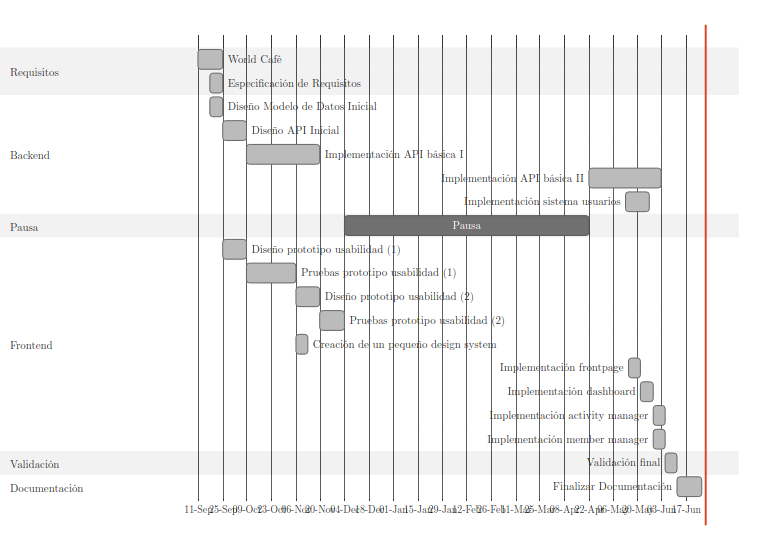 World Café
Requisitos
Especificación de Requisitos
Diseño Modelo de Datos Inicial
Diseño API Inicial
Backend
Implementación API básica I
Implementación API básica II
Implementación sistema usuarios
Pausa
Pausa
Diseño prototipo usabilidad (1)
Pruebas prototipo usabilidad (1)
Diseño prototipo usabilidad (2)
Pruebas prototipo usabilidad (2)
Frontend
Creación de un pequeño design system
Implementación frontpage
Implementación dashboard
Implementación activity manager
Implementación member manager
Validación
Validación final
Documentación
Finalizar Documentación
11-Sep 25-Sep 09-Oct 23-Oct 06-Nov 20-Nov 04-Dec 18-Dec 01-Jan 15-Jan 29-Jan 12-Feb 26-Feb 11-Mar 25-Mar 08-Apr 22-Apr 06-May 20-May 03-Jun 17-Jun